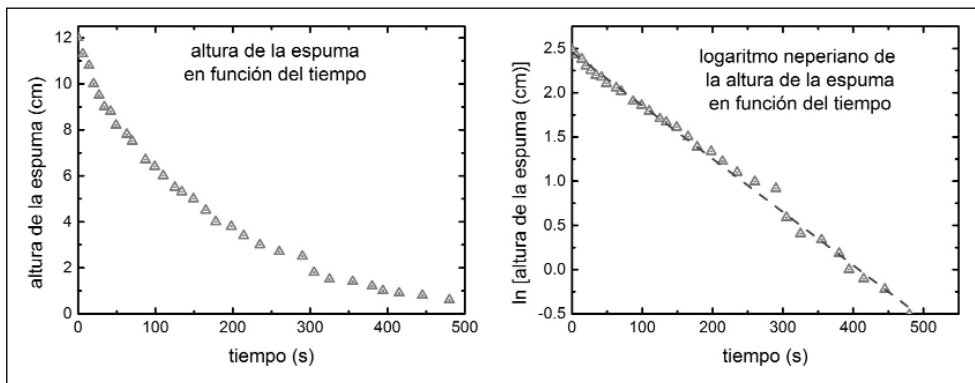 altura de la espuma
en función del tiempo
altura de la espuma (cm)
12
10
8
6
4
2
0
0 100 200 300 400 500
tiempo (s)
logaritmo neperiano de
la altura de la espuma
en función del tiempo
ln [altura de la espuma (cm)]
2.5
2.0
1.5
1.0
0.5
0.0
-0.5
0 100 200 300 400 500
tiempo (s)